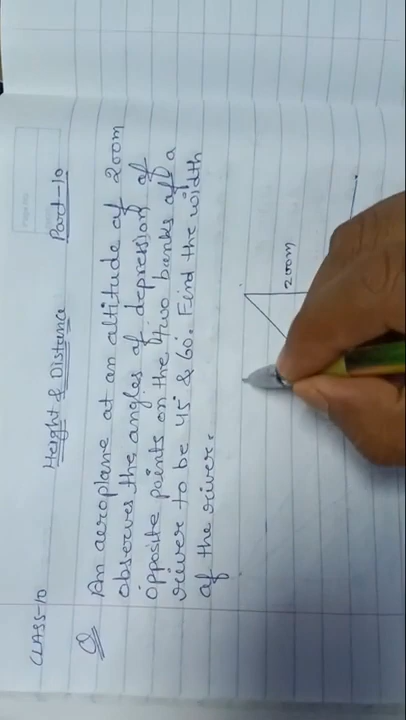 CLASS-10
Height & Distance Part-10
Q An aeroplane at an altitude of 200m
observes the angles of depression of
opposite points on the two banks of a
river to be 45° & 60°. Find the width
of the river.
200m